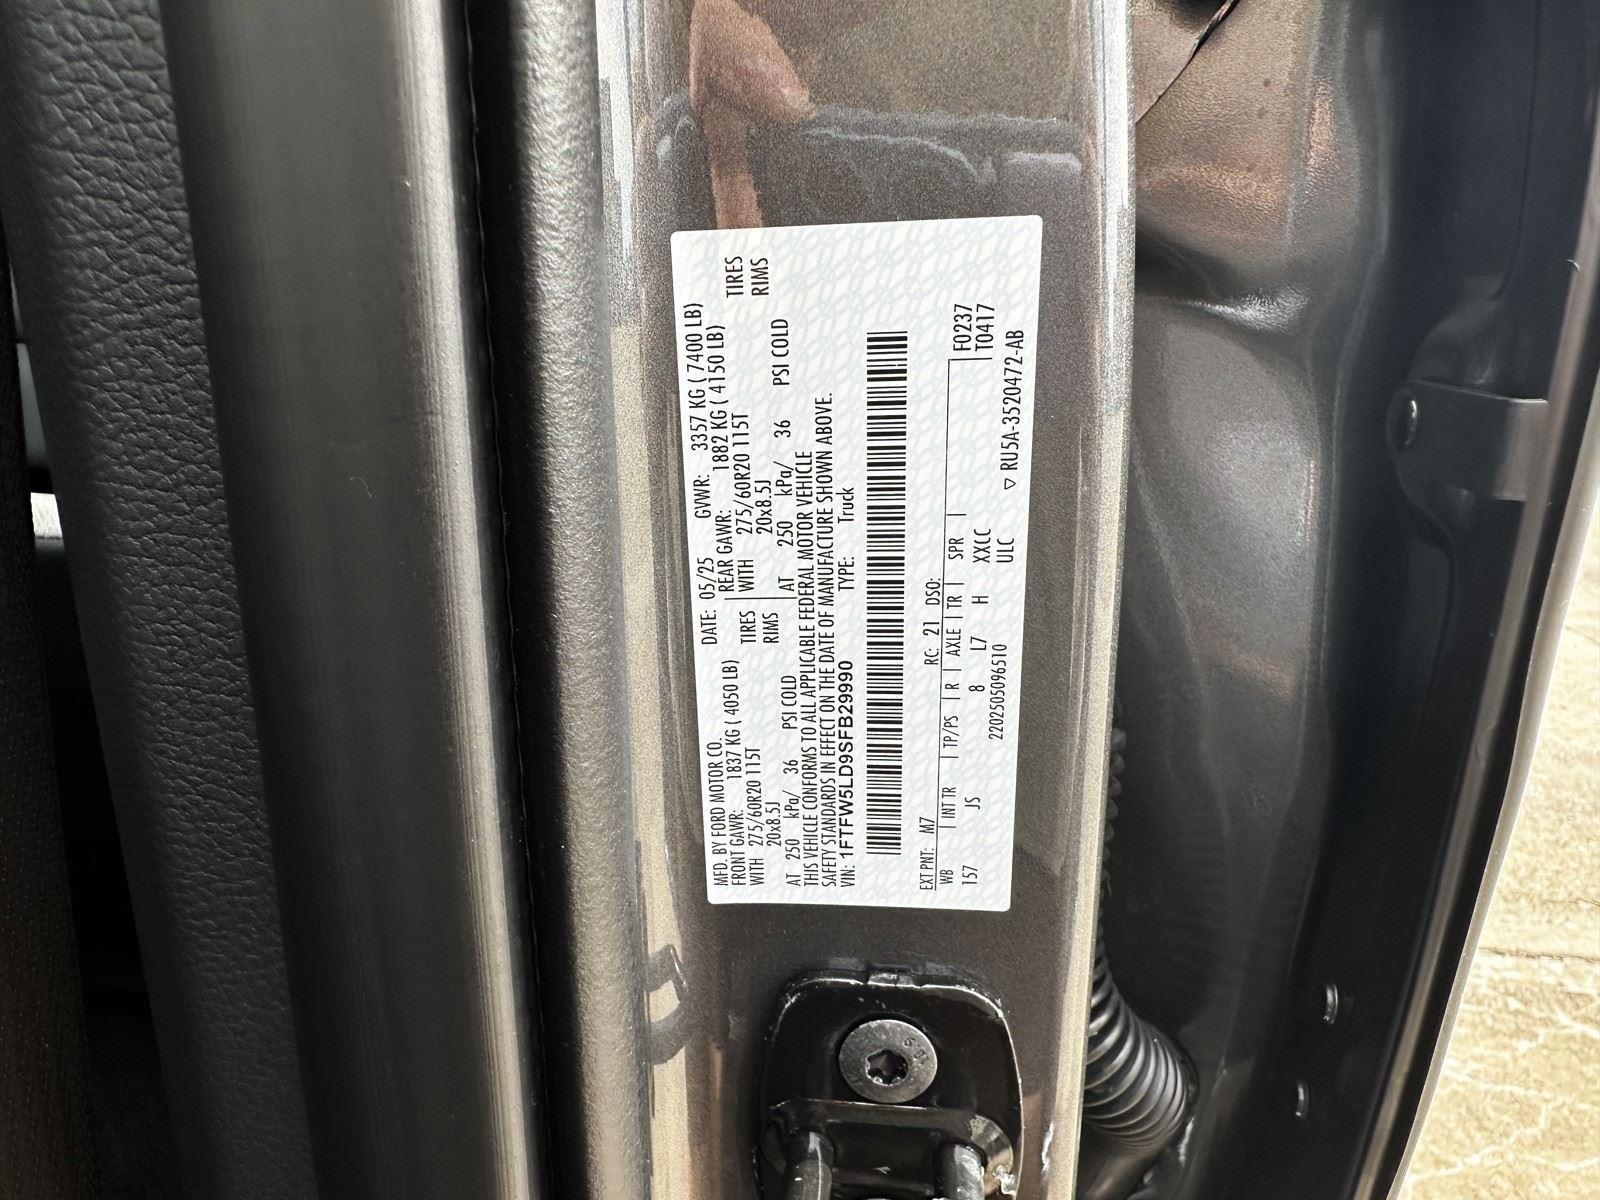 MFD. BY FORD MOTOR CO.
DATE: 05/25 GVWR: 3357 KG ( 7400 LB)
FRONT GAWR: 1837 KG ( 4050 LB) REAR GAWR: 1882 KG ( 4150 LB)
WITH 275/60R20 115T TIRES WITH 275/60R20 115T TIRES
20x8.5J RIMS 20x8.5J RIMS
AT 250 kPa/ 36 PSI COLD AT 250 kPa/ 36 PSI COLD
THIS VEHICLE CONFORMS TO ALL APPLICABLE FEDERAL MOTOR VEHICLE
SAFETY STANDARDS IN EFFECT ON THE DATE OF MANUFACTURE SHOWN ABOVE.
VIN: 1FTFW5LD9SFB29990 TYPE: Truck
EXT PNT: M7 RC: 21 DSO:
WB INT TR TP/PS R AXLE TR SPR F0237
157 JS 8 L7 H XXCC T0417
2202505096510 ULC
▽ RU5A-3520472-AB